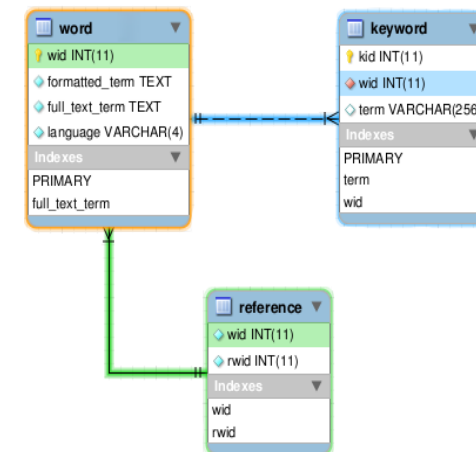 word
wid INT(11)
formatted_term TEXT
full_text_term TEXT
language VARCHAR(4)
Indexes
PRIMARY
full_text_term
keyword
kid INT(11)
wid INT(11)
term VARCHAR(256
Indexes
PRIMARY
term
wid
reference
wid INT(11)
rwid INT(11)
Indexes
wid
rwid